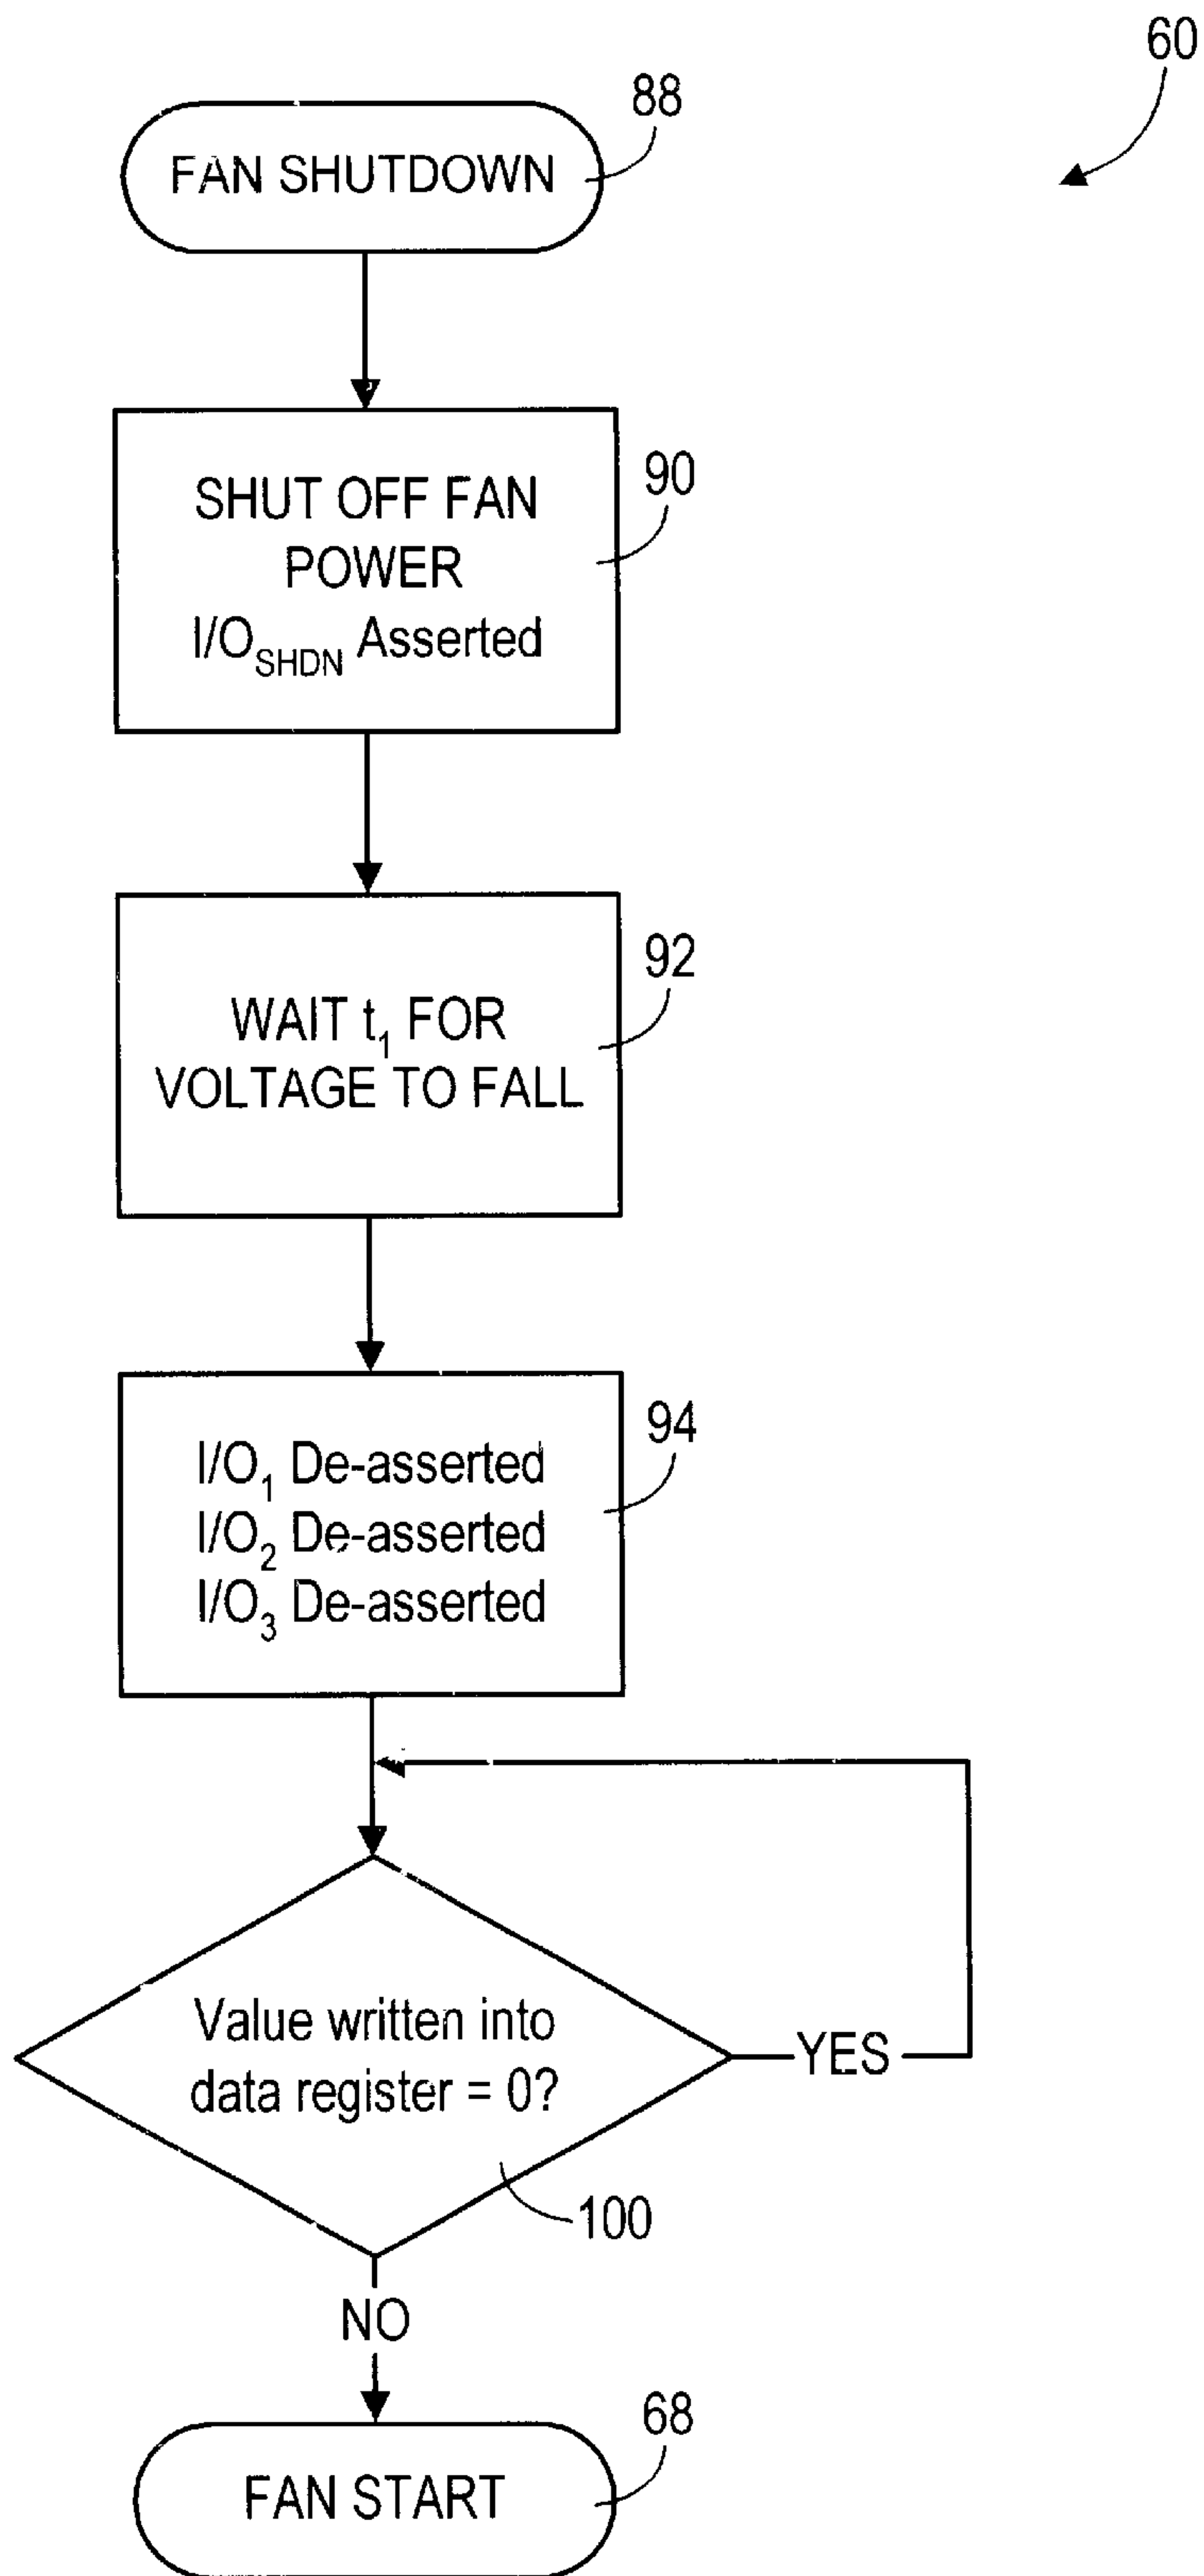 60
88
FAN SHUTDOWN
90
SHUT OFF FAN
POWER
I/O_SHDN Asserted
92
WAIT t₁ FOR
VOLTAGE TO FALL
94
I/O₁ De-asserted
I/O₂ De-asserted
I/O₃ De-asserted
Value written into
data register = 0?
YES
100
NO
68
FAN START